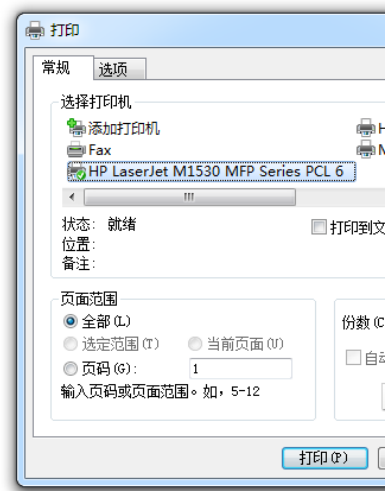 打印
常规 选项
选择打印机
添加打印机
Fax
HP LaserJet M1530 MFP Series PCL 6
状态: 就绪
打印到文
位置:
备注:
页面范围
全部(L)
选定范围(T) 当前页面(U)
页码(G): 1
输入页码或页面范围。如，5-12
份数(C
自动
打印(P)